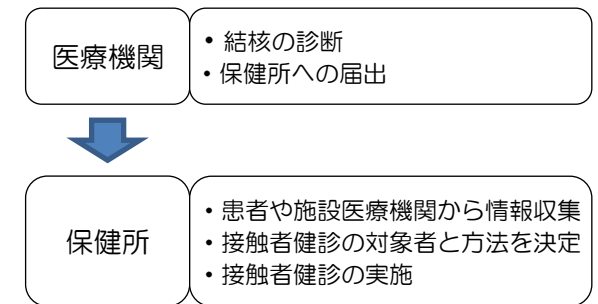 医療機関
• 結核の診断
• 保健所への届出
保健所
• 患者や施設医療機関から情報収集
• 接触者健診の対象者と方法を決定
• 接触者健診の実施